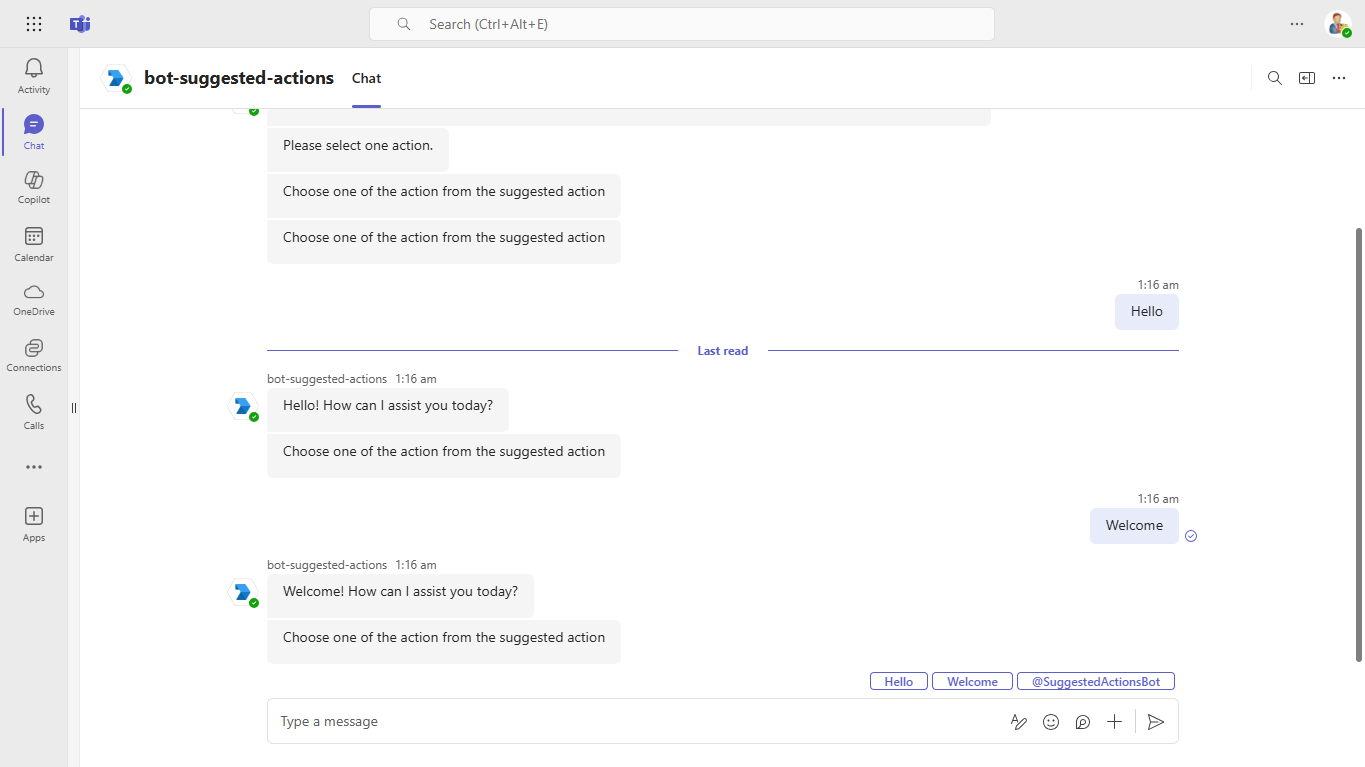 Search (Ctrl+Alt+E)
Activity
Chat
Copilot
Calendar
OneDrive
Connections
Calls
Apps
bot-suggested-actions Chat
Please select one action.
Choose one of the action from the suggested action
Choose one of the action from the suggested action
1:16 am
Hello
Last read
bot-suggested-actions 1:16 am
Hello! How can I assist you today?
Choose one of the action from the suggested action
1:16 am
Welcome
bot-suggested-actions 1:16 am
Welcome! How can I assist you today?
Choose one of the action from the suggested action
Hello Welcome @SuggestedActionsBot
Type a message